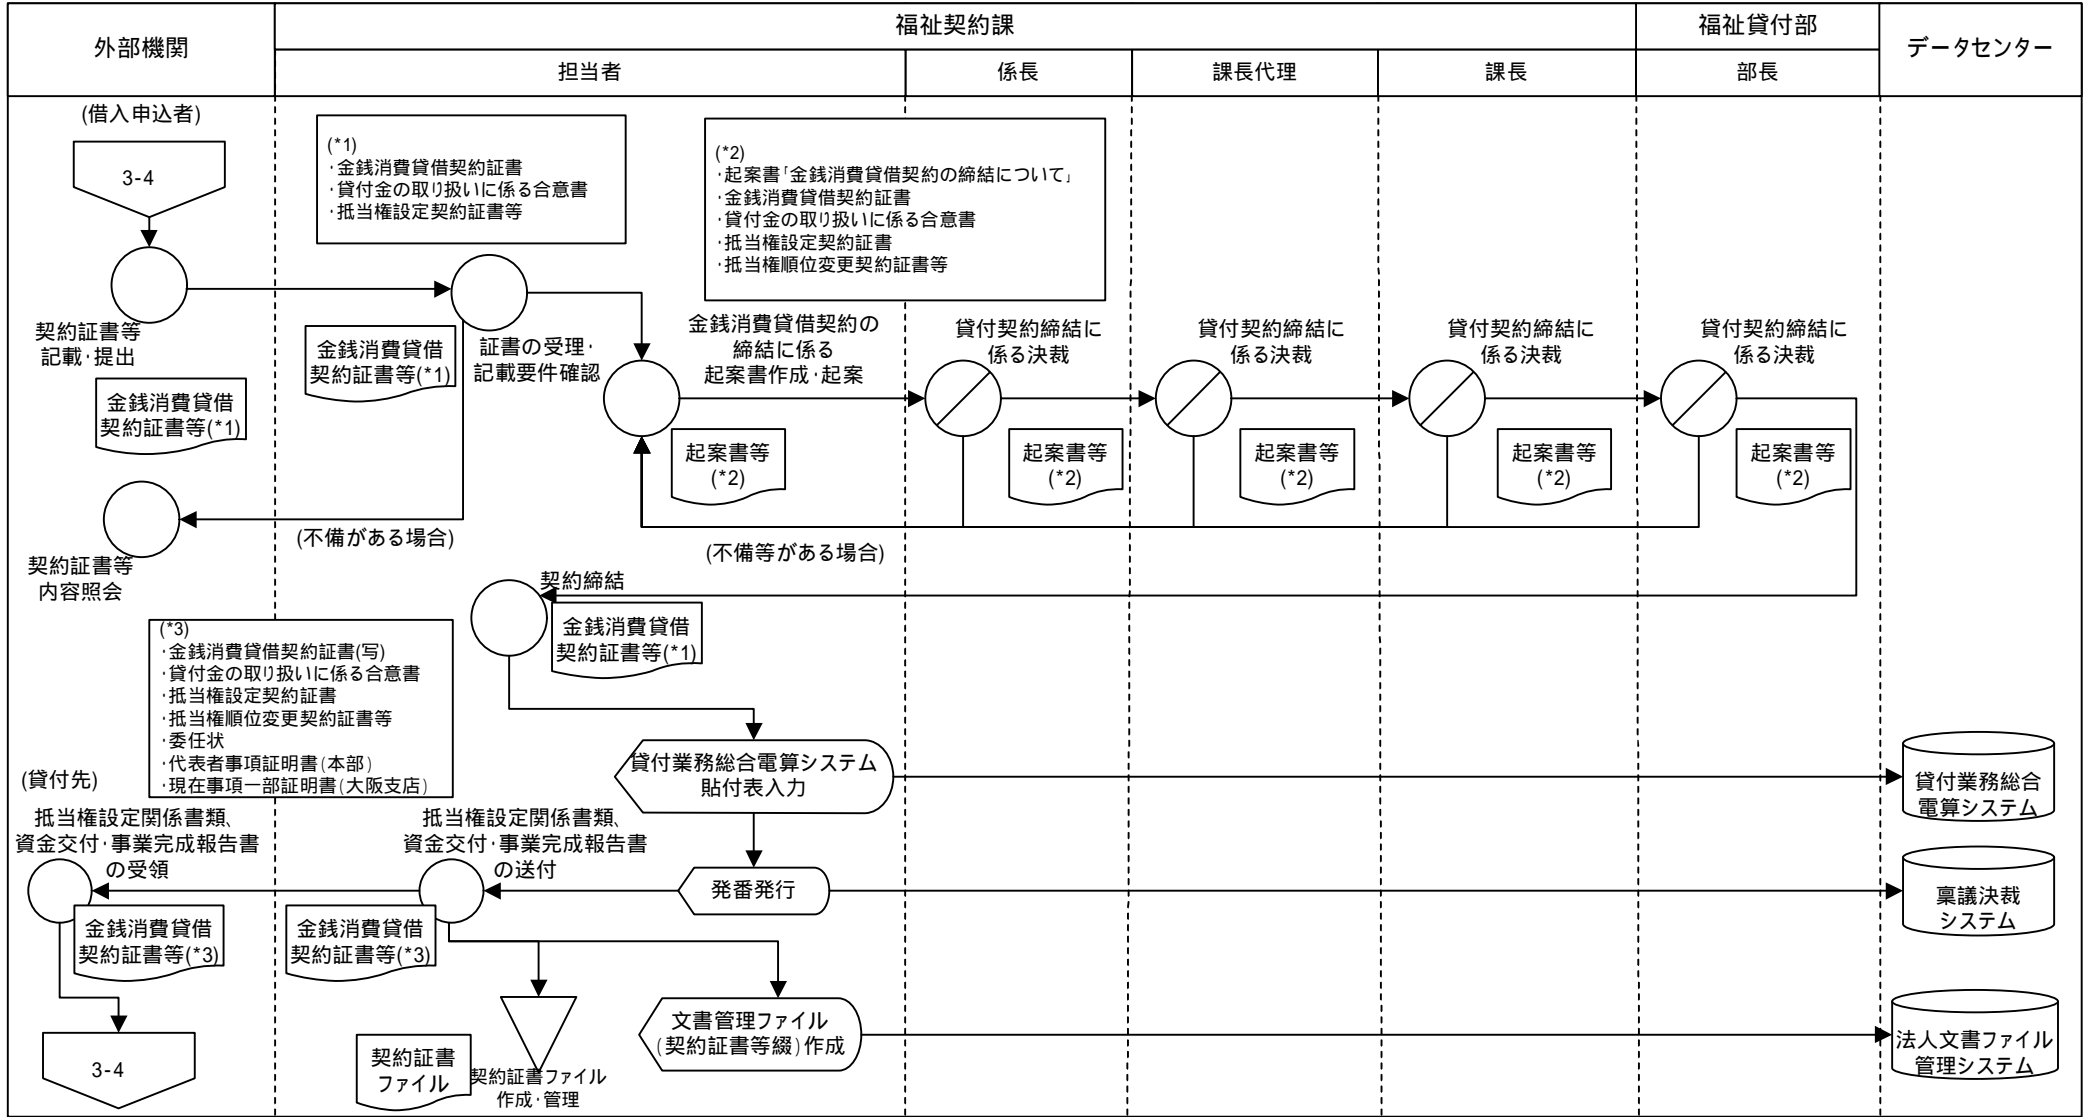 外部機関
福祉契約課
福祉貸付部
データセンター
担当者
係長
課長代理
課長
部長
(借入申込者)
3-4
(*1)
・金銭消費貸借契約証書
・貸付金の取り扱いに係る合意書
・抵当権設定契約証書等
(*2)
・起案書「金銭消費貸借契約の締結について」
・金銭消費貸借契約証書
・貸付金の取り扱いに係る合意書
・抵当権設定契約証書
・抵当権順位変更契約証書等
契約証書等
記載・提出
金銭消費貸借
契約証書等(*1)
金銭消費貸借
契約証書等(*1)
証書の受理・
記載要件確認
金銭消費貸借契約の
締結に係る
起案書作成・起案
貸付契約締結に
係る決裁
貸付契約締結に
係る決裁
貸付契約締結に
係る決裁
貸付契約締結に
係る決裁
起案書等
(*2)
起案書等
(*2)
起案書等
(*2)
起案書等
(*2)
起案書等
(*2)
(不備がある場合)
(不備等がある場合)
契約証書等
内容照会
契約締結
金銭消費貸借
契約証書等(*1)
(*3)
・金銭消費貸借契約証書(写)
・貸付金の取り扱いに係る合意書
・抵当権設定契約証書
・抵当権順位変更契約証書等
・委任状
・代表者事項証明書(本部)
・現在事項一部証明書(大阪支店)
貸付業務総合電算システム
貼付表入力
貸付業務総合
電算システム
(貸付先)
抵当権設定関係書類、
資金交付・事業完成報告書
の受領
抵当権設定関係書類、
資金交付・事業完成報告書
の送付
発番発行
稟議決裁
システム
金銭消費貸借
契約証書等(*3)
金銭消費貸借
契約証書等(*3)
3-4
契約証書
ファイル
契約証書ファイル
作成・管理
文書管理ファイル
(契約証書等綴)作成
法人文書ファイル
管理システム